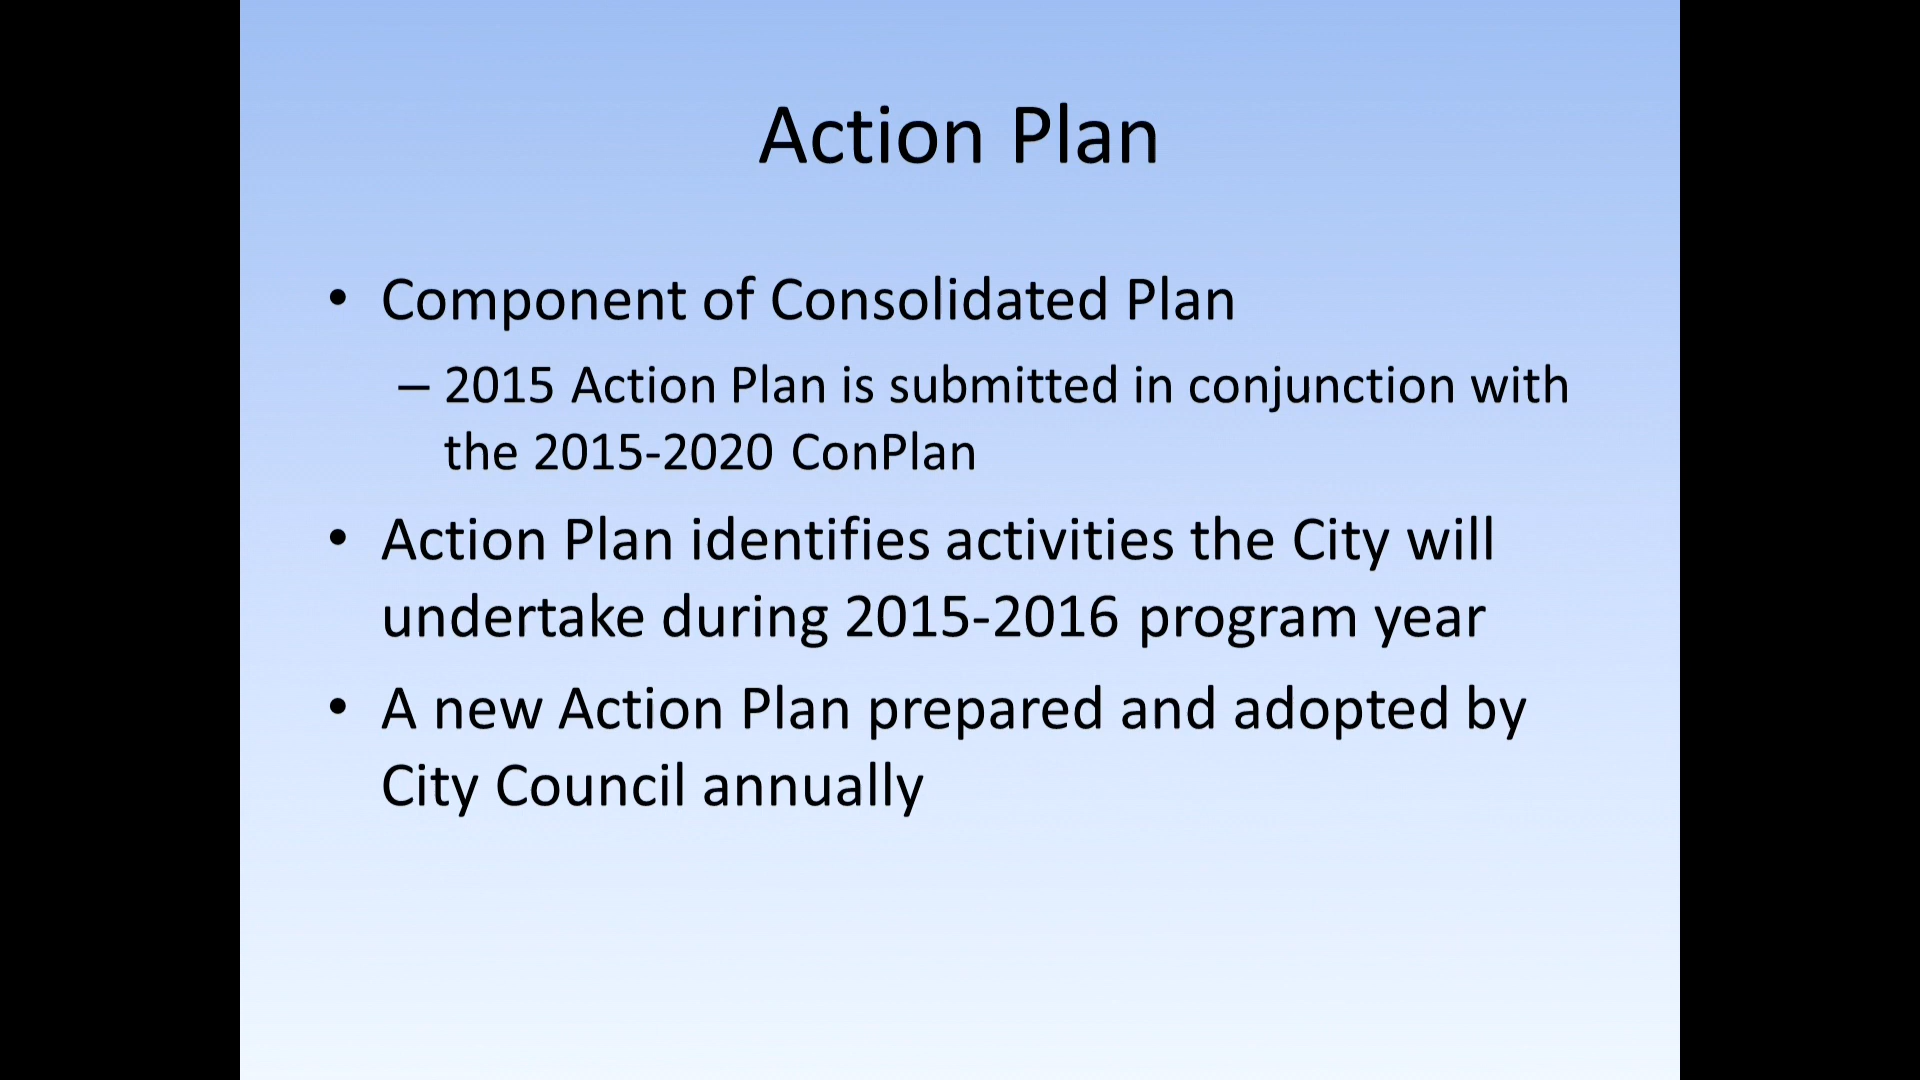 Action Plan
• Component of Consolidated Plan
– 2015 Action Plan is submitted in conjunction with
the 2015-2020 ConPlan
• Action Plan identifies activities the City will
undertake during 2015-2016 program year
• A new Action Plan prepared and adopted by
City Council annually